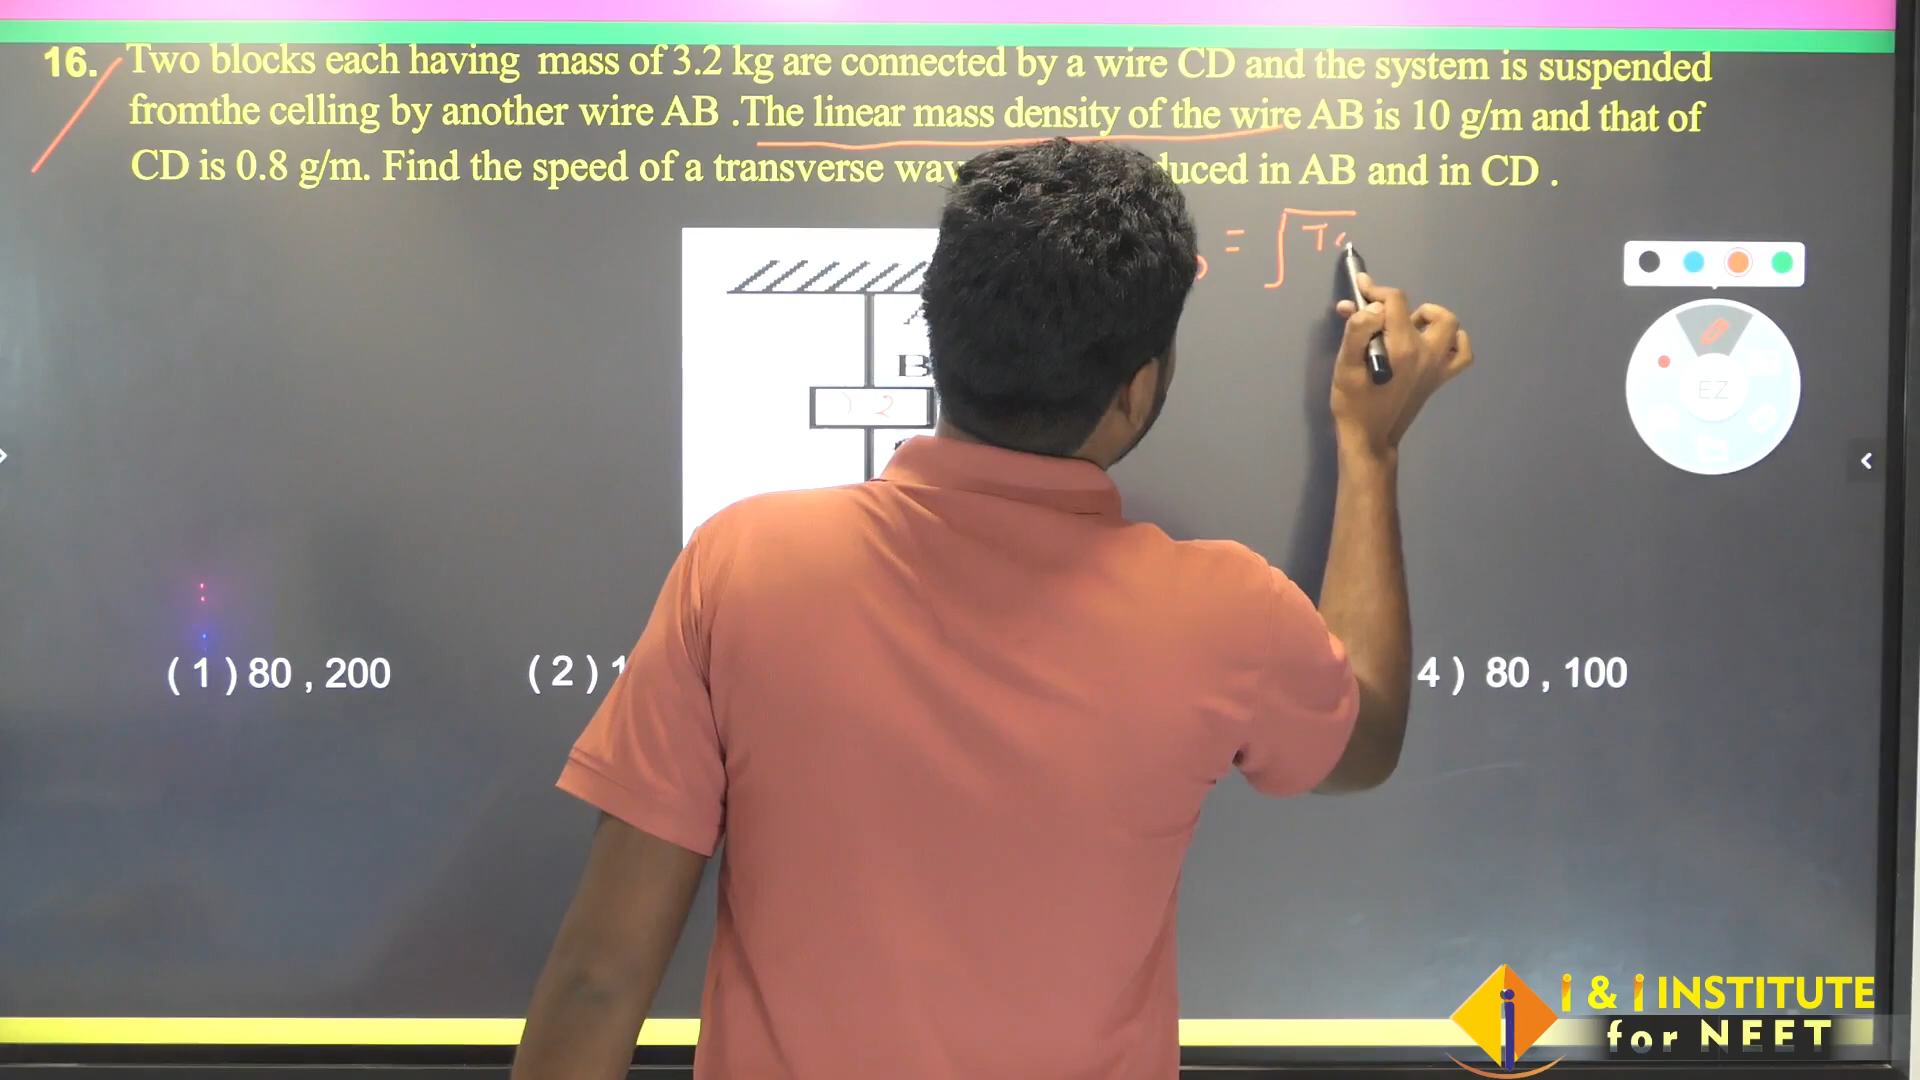 16. Two blocks each having mass of 3.2 kg are connected by a wire CD and the system is suspended
fromthe celling by another wire AB .The linear mass density of the wire AB is 10 g/m and that of
CD is 0.8 g/m. Find the speed of a transverse duced in AB and in CD .
= √T
B
EZ
( 1 ) 80 , 200
( 2 ) 1
4 ) 80 , 100
i & i INSTITUTE
for NEET